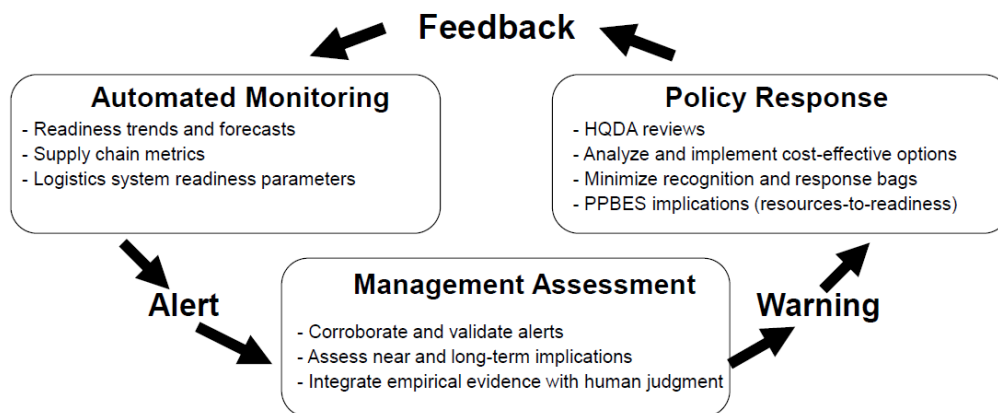 Feedback
Automated Monitoring
- Readiness trends and forecasts
- Supply chain metrics
- Logistics system readiness parameters
Policy Response
- HQDA reviews
- Analyze and implement cost-effective options
- Minimize recognition and response bags
- PPBES implications (resources-to-readiness)
Alert
Management Assessment
- Corroborate and validate alerts
- Assess near and long-term implications
- Integrate empirical evidence with human judgment
Warning